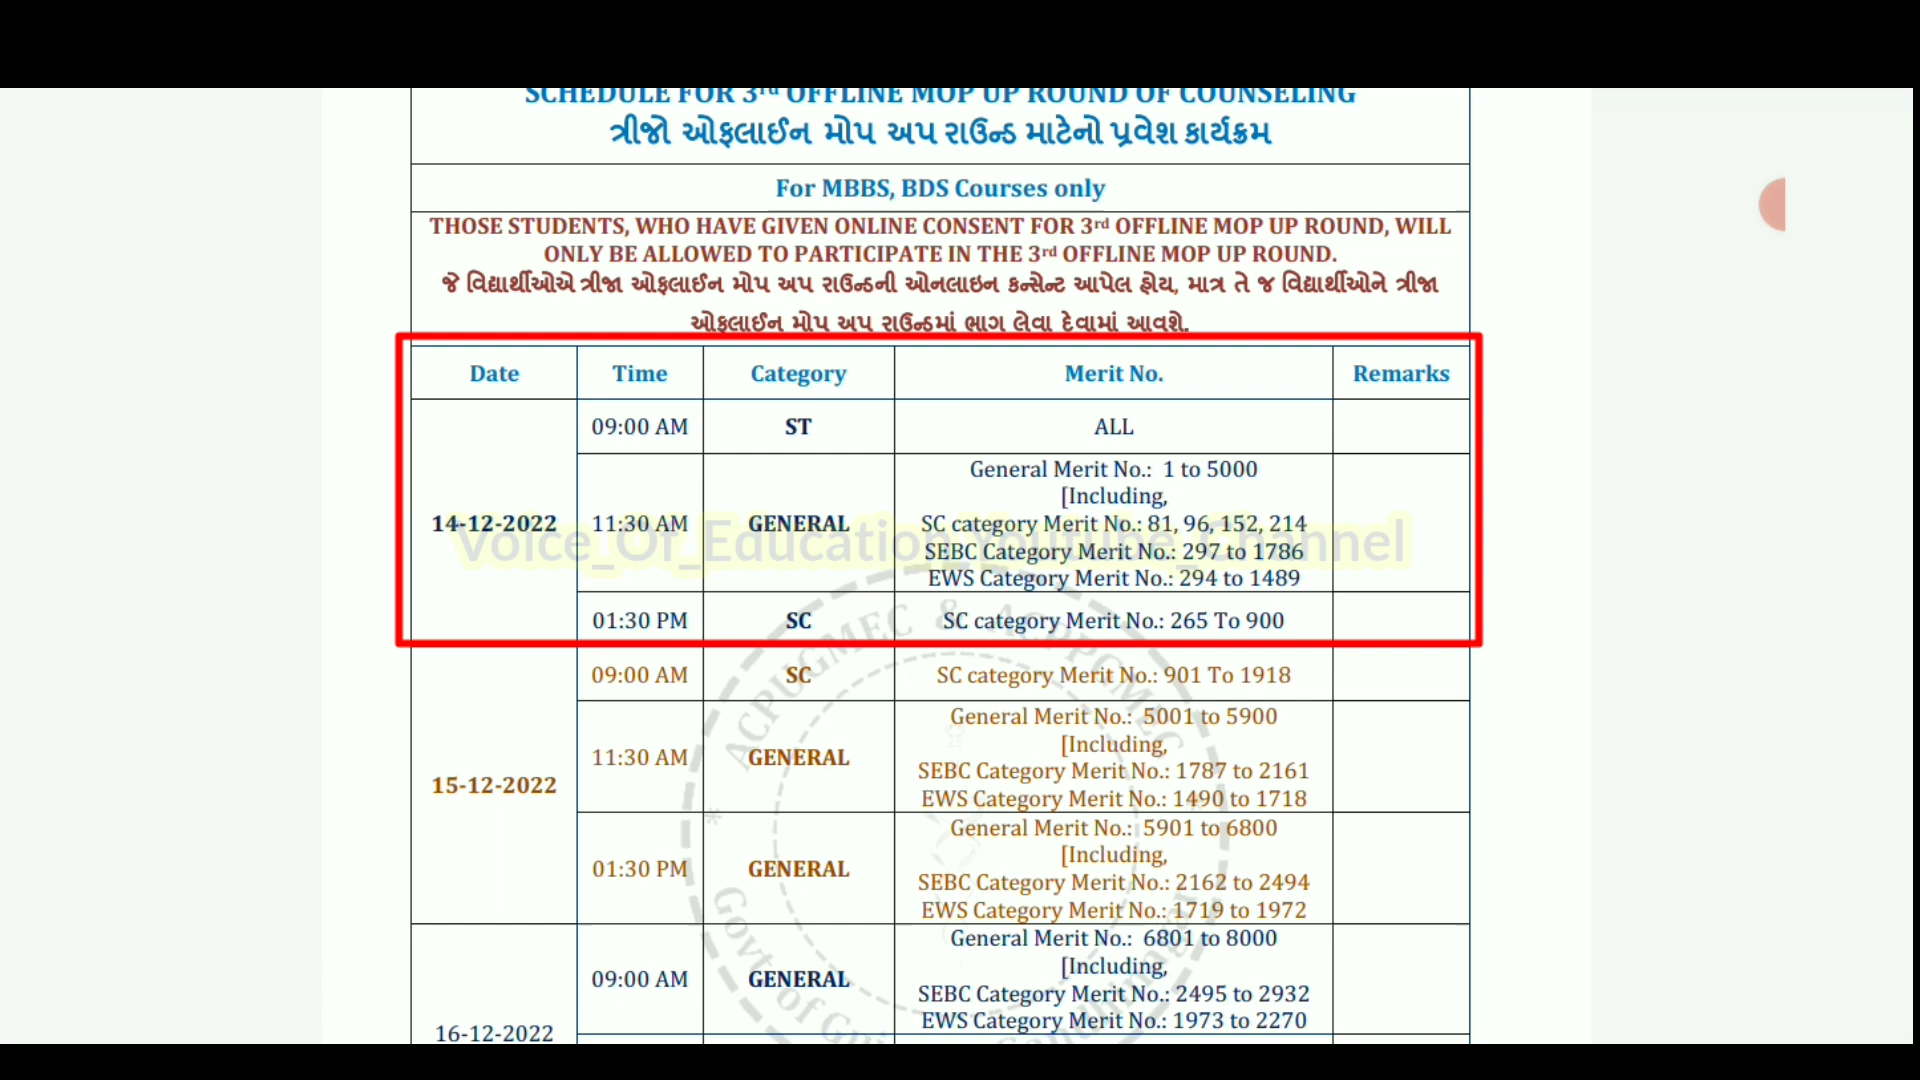 SCHEDULE FOR 3rd OFFLINE MOP UP ROUND OF COUNSELING
ત્રીજો ઓફલાઈન મોપ અપ રાઉન્ડ માટેનો પ્રવેશ કાર્યક્રમ
For MBBS, BDS Courses only
THOSE STUDENTS, WHO HAVE GIVEN ONLINE CONSENT FOR 3rd OFFLINE MOP UP ROUND, WILL
ONLY BE ALLOWED TO PARTICIPATE IN THE 3rd OFFLINE MOP UP ROUND.
જે વિદ્યાર્થીઓએ ત્રીજા ઓફલાઈન મોપ અપ રાઉન્ડની ઓનલાઇન કન્સેન્ટ આપેલ હોય, માત્ર તે જ વિદ્યાર્થીઓને ત્રીજા
ઓફલાઈન મોપ અપ રાઉન્ડમાં ભાગ લેવા દેવામાં આવશે.
Date Time Category Merit No. Remarks
14-12-2022
09:00 AM ST ALL
11:30 AM GENERAL
General Merit No.: 1 to 5000
[Including,
SC category Merit No.: 81, 96, 152, 214
SEBC Category Merit No.: 297 to 1786
EWS Category Merit No.: 294 to 1489
Voice_Of_Education Youtube_Channel
01:30 PM SC SC category Merit No.: 265 To 900
15-12-2022
09:00 AM SC SC category Merit No.: 901 To 1918
11:30 AM GENERAL
General Merit No.: 5001 to 5900
[Including,
SEBC Category Merit No.: 1787 to 2161
EWS Category Merit No.: 1490 to 1718
01:30 PM GENERAL
General Merit No.: 5901 to 6800
[Including,
SEBC Category Merit No.: 2162 to 2494
EWS Category Merit No.: 1719 to 1972
16-12-2022
09:00 AM GENERAL
General Merit No.: 6801 to 8000
[Including,
SEBC Category Merit No.: 2495 to 2932
EWS Category Merit No.: 1973 to 2270
ACPUGMEC & ACPPGMEC
Govt of